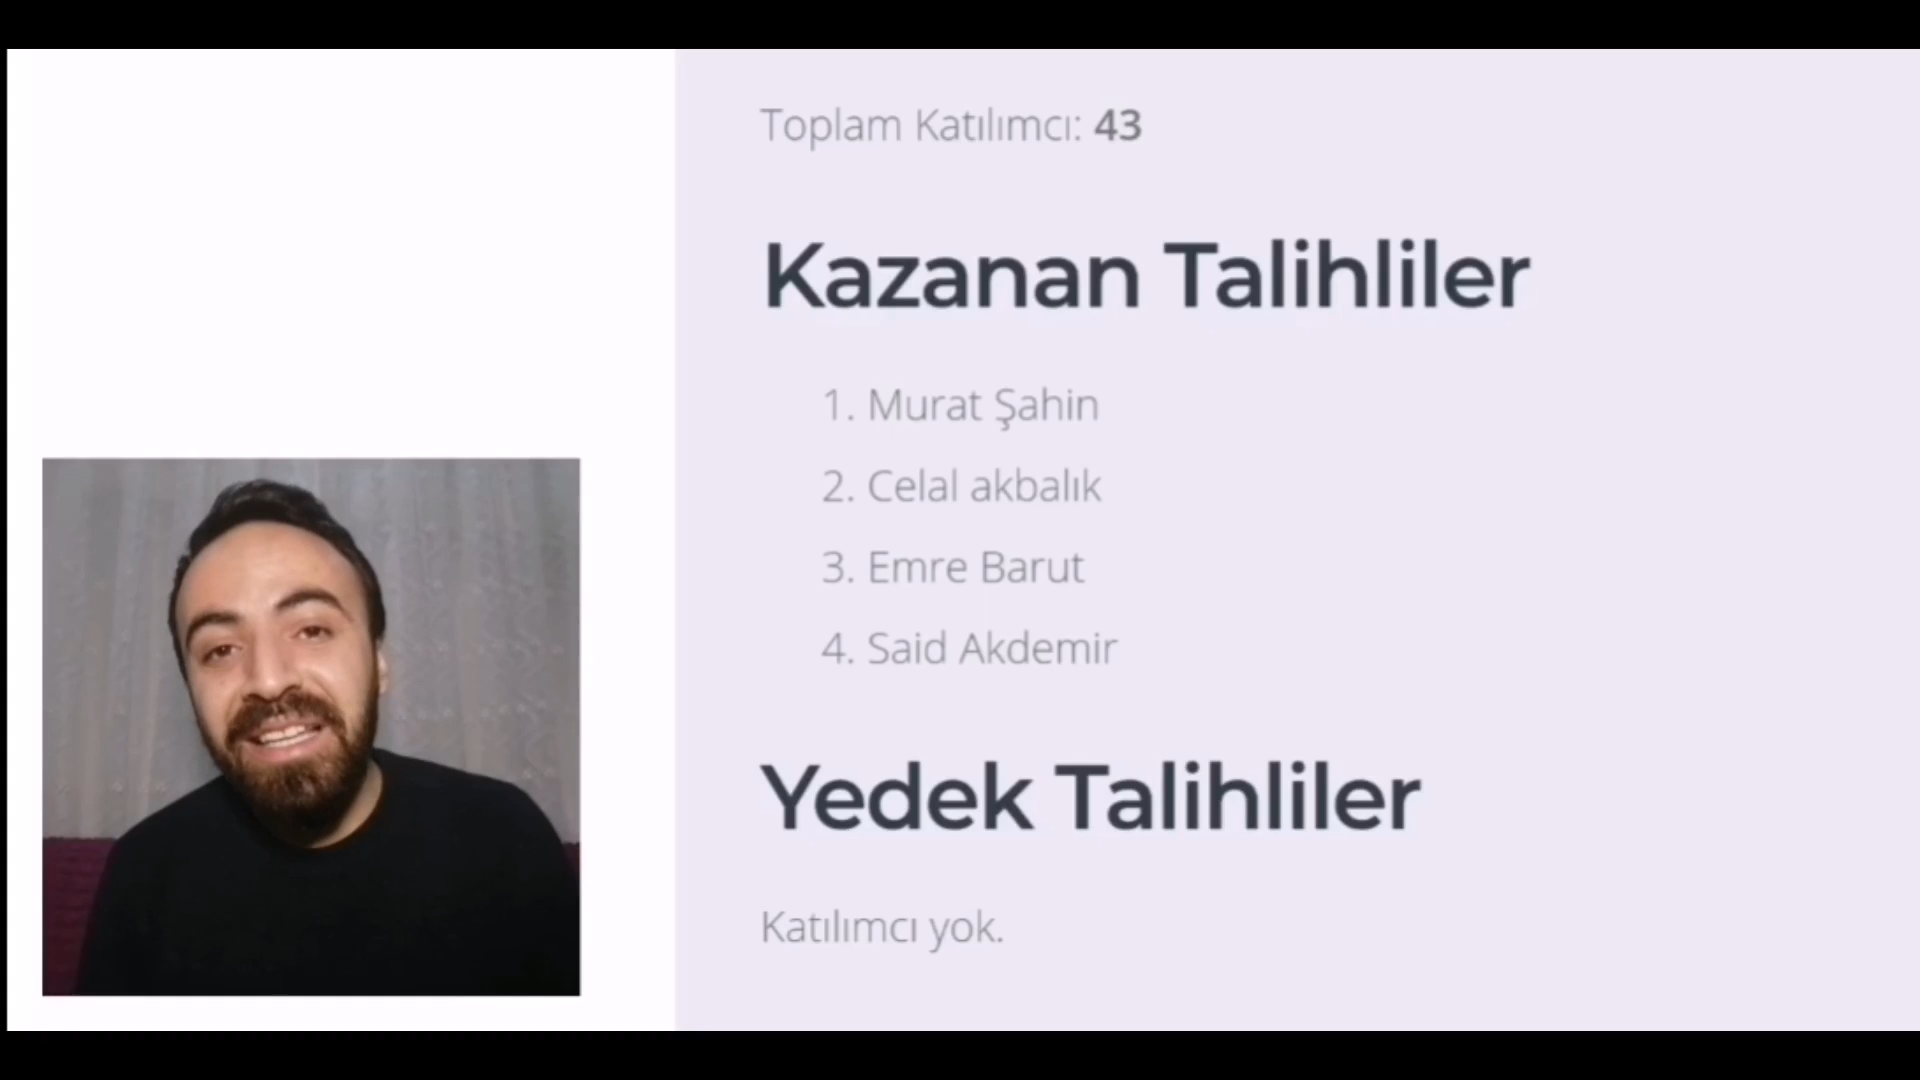 Toplam Katılımcı: 43
Kazanan Talihliler
1. Murat Şahin
2. Celal akbalık
3. Emre Barut
4. Said Akdemir
Yedek Talihliler
Katılımcı yok.